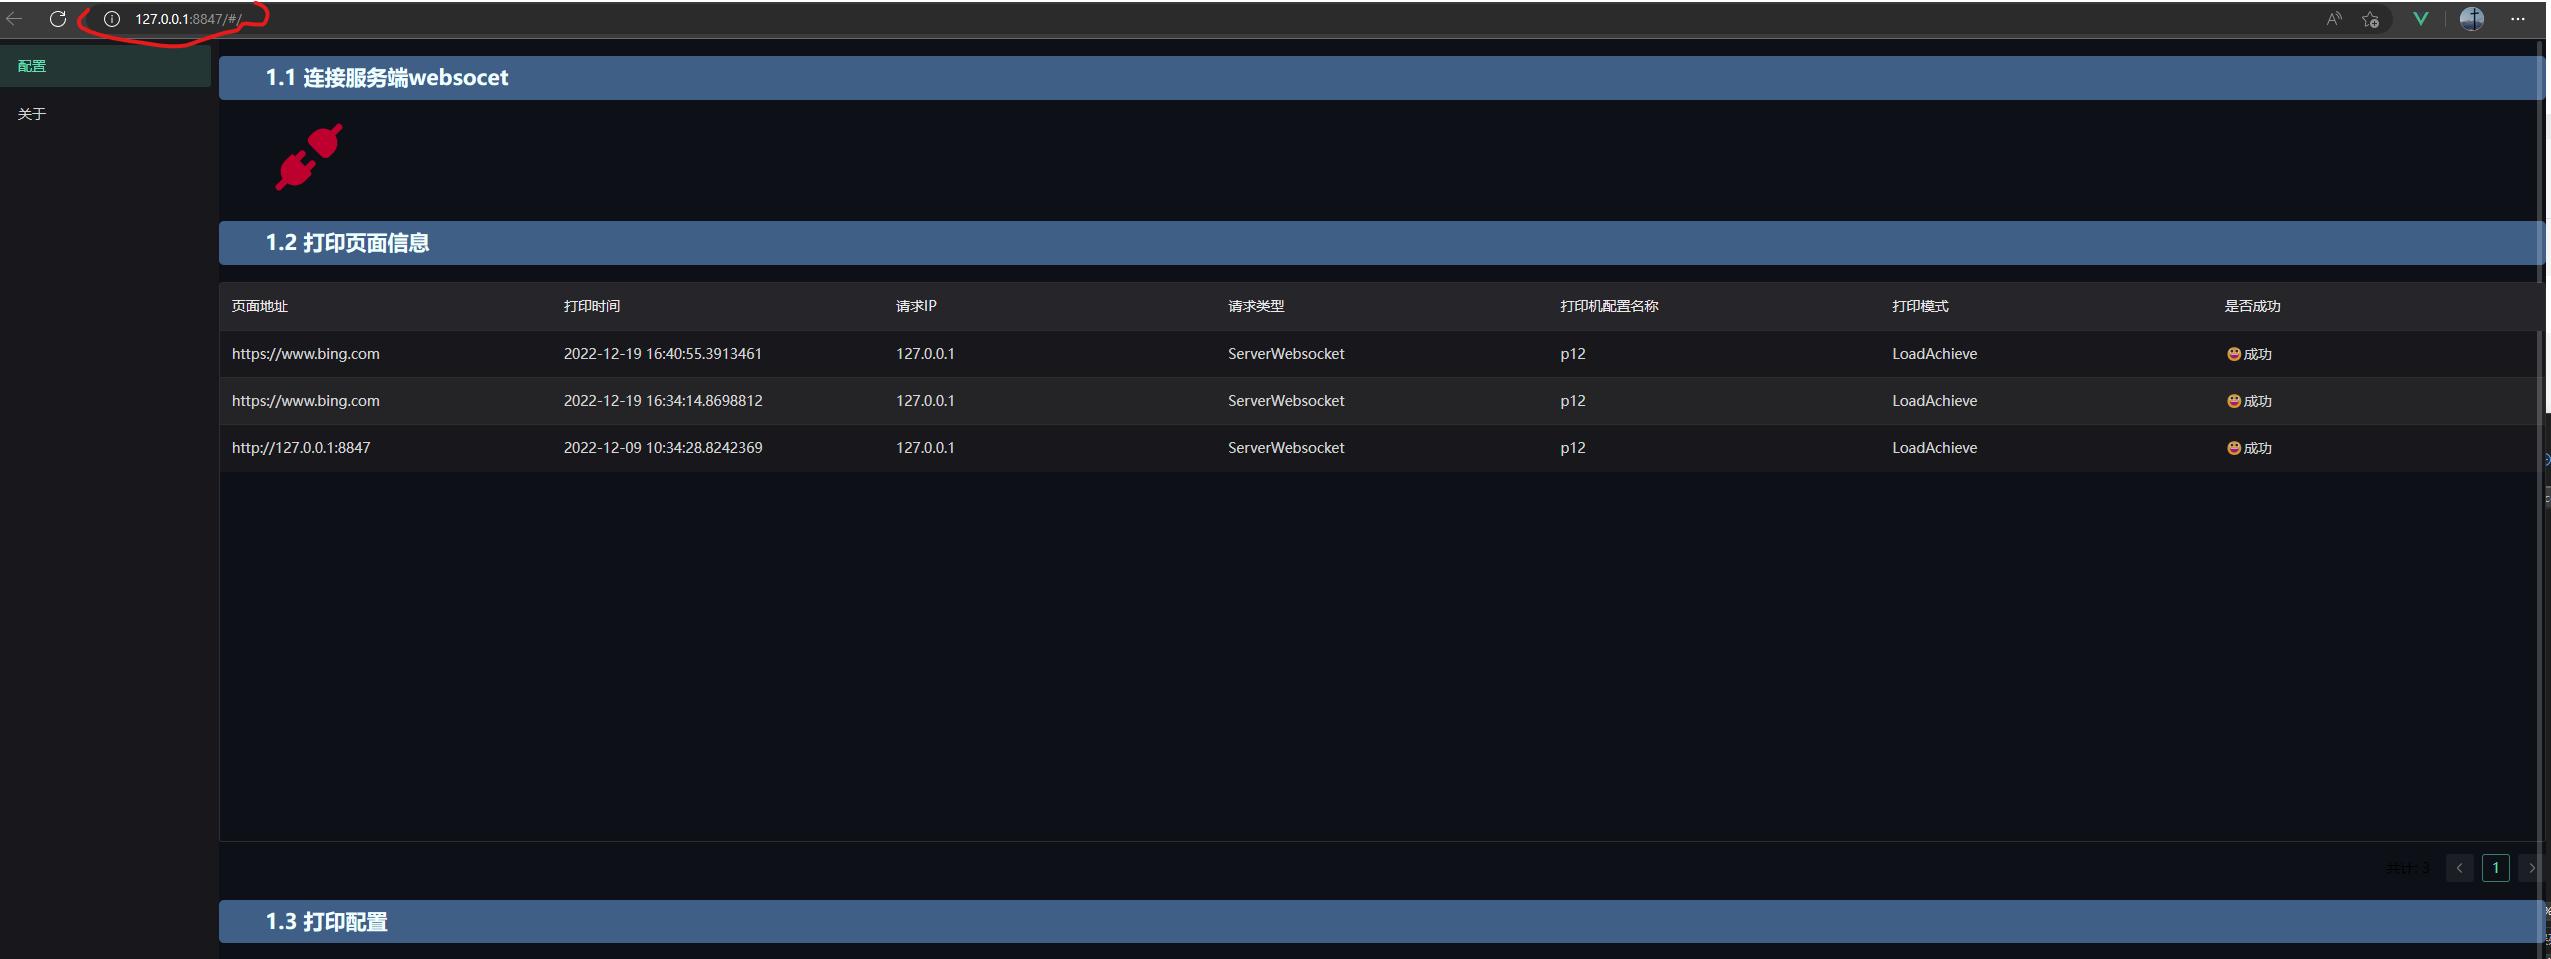 127.0.0.1:8847/#/
配置
关于
1.1 连接服务端websocet
1.2 打印页面信息
页面地址 打印时间 请求IP 请求类型 打印机配置名称 打印模式 是否成功
https://www.bing.com 2022-12-19 16:40:55.3913461 127.0.0.1 ServerWebsocket p12 LoadAchieve 😀成功
https://www.bing.com 2022-12-19 16:34:14.8698812 127.0.0.1 ServerWebsocket p12 LoadAchieve 😀成功
http://127.0.0.1:8847 2022-12-09 10:34:28.8242369 127.0.0.1 ServerWebsocket p12 LoadAchieve 😀成功
共计: 3 1
1.3 打印配置